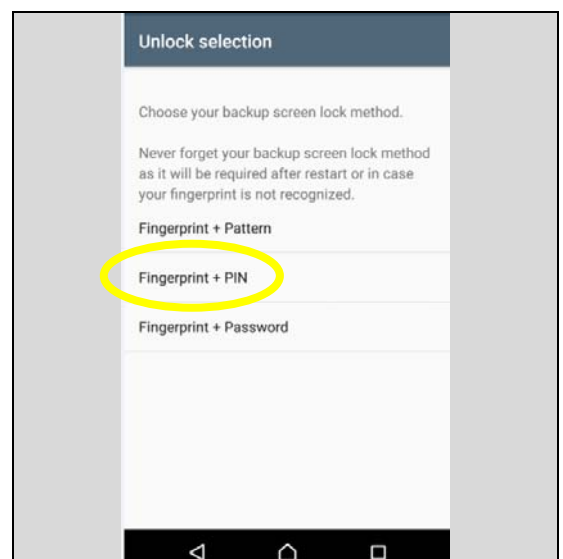 Unlock selection
Choose your backup screen lock method.
Never forget your backup screen lock method
as it will be required after restart or in case
your fingerprint is not recognized.
Fingerprint + Pattern
Fingerprint + PIN
Fingerprint + Password